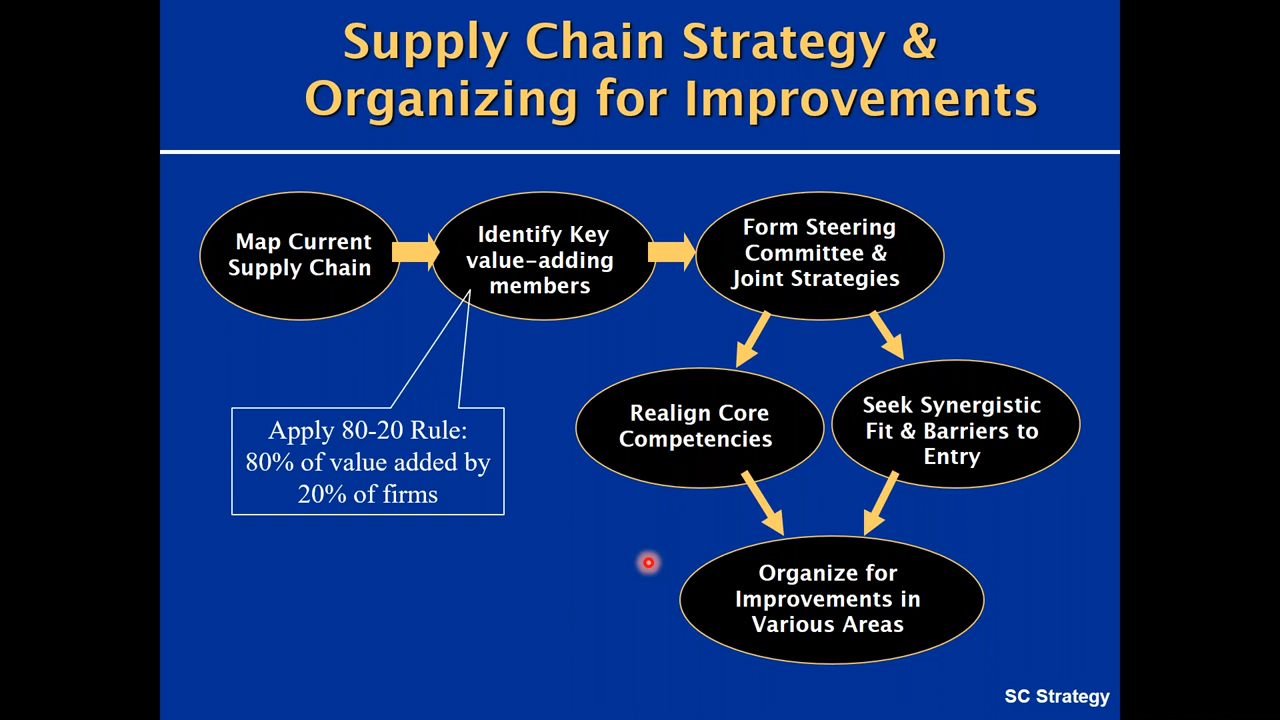 Supply Chain Strategy &
Organizing for Improvements
Map Current
Supply Chain
Identify Key
value-adding
members
Form Steering
Committee &
Joint Strategies
Apply 80-20 Rule:
80% of value added by
20% of firms
Realign Core
Competencies
Seek Synergistic
Fit & Barriers to
Entry
Organize for
Improvements in
Various Areas
SC Strategy